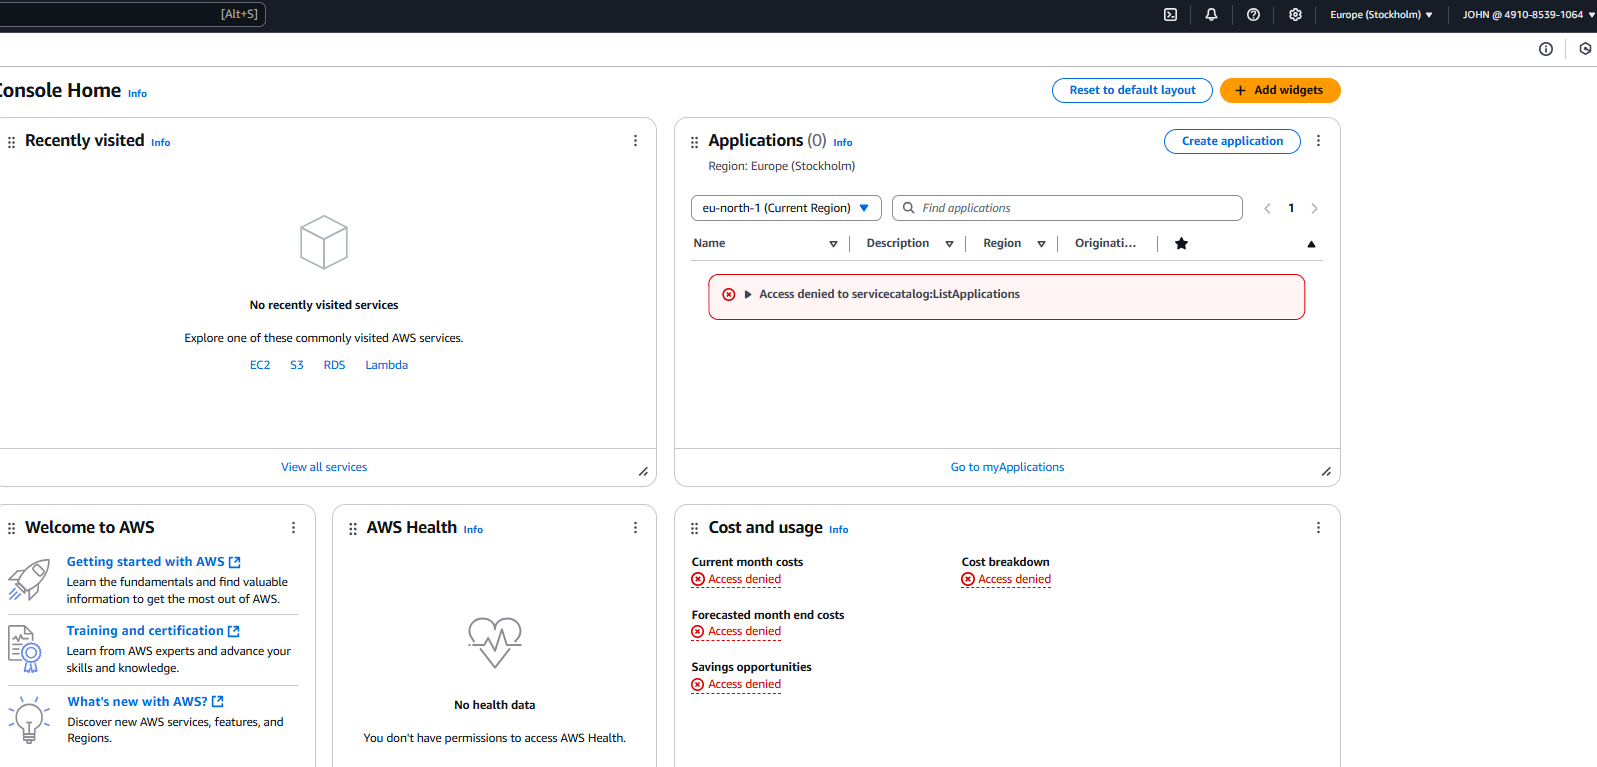 [Alt+S]
Europe (Stockholm)
JOHN @ 4910-8539-1064
Console Home Info
Reset to default layout
+ Add widgets
Recently visited Info
No recently visited services
Explore one of these commonly visited AWS services.
EC2 S3 RDS Lambda
View all services
Applications (0) Info
Create application
Region: Europe (Stockholm)
eu-north-1 (Current Region)
Find applications
1
Name Description Region Originati...
Access denied to servicecatalog:ListApplications
Go to myApplications
Welcome to AWS
Getting started with AWS
Learn the fundamentals and find valuable
information to get the most out of AWS.
Training and certification
Learn from AWS experts and advance your
skills and knowledge.
What's new with AWS?
Discover new AWS services, features, and
Regions.
AWS Health Info
No health data
You don't have permissions to access AWS Health.
Cost and usage Info
Current month costs
Access denied
Cost breakdown
Access denied
Forecasted month end costs
Access denied
Savings opportunities
Access denied